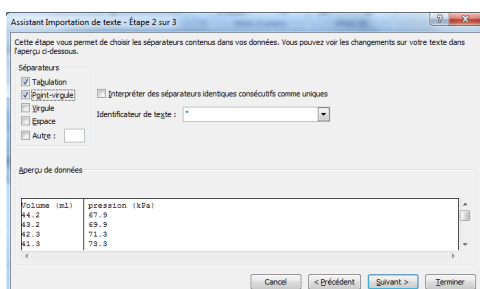 Assistant Importation de texte - Étape 2 sur 3
Cette étape vous permet de choisir les séparateurs contenus dans vos données. Vous pouvez voir les changements sur votre texte dans
l'aperçu ci-dessous.
Séparateurs
Tabulation
Point-virgule
Virgule
Espace
Autre :
Interpréter des séparateurs identiques consécutifs comme uniques
Identificateur de texte : "
Aperçu de données
Volume (ml) pression (kPa)
44.2 67.9
43.2 69.9
42.3 71.3
41.3 73.3
Cancel < Précédent Suivant > Terminer